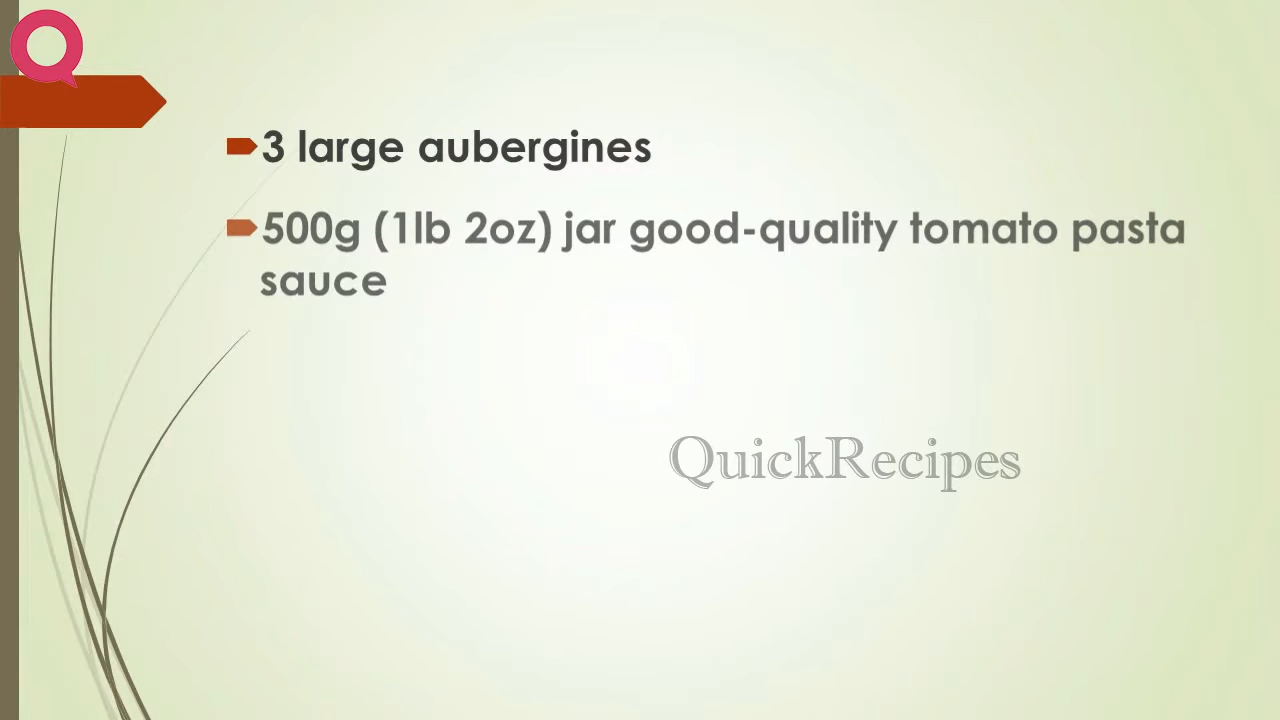 3 large aubergines
500g (1lb 2oz) jar good-quality tomato pasta
sauce
QuickRecipes